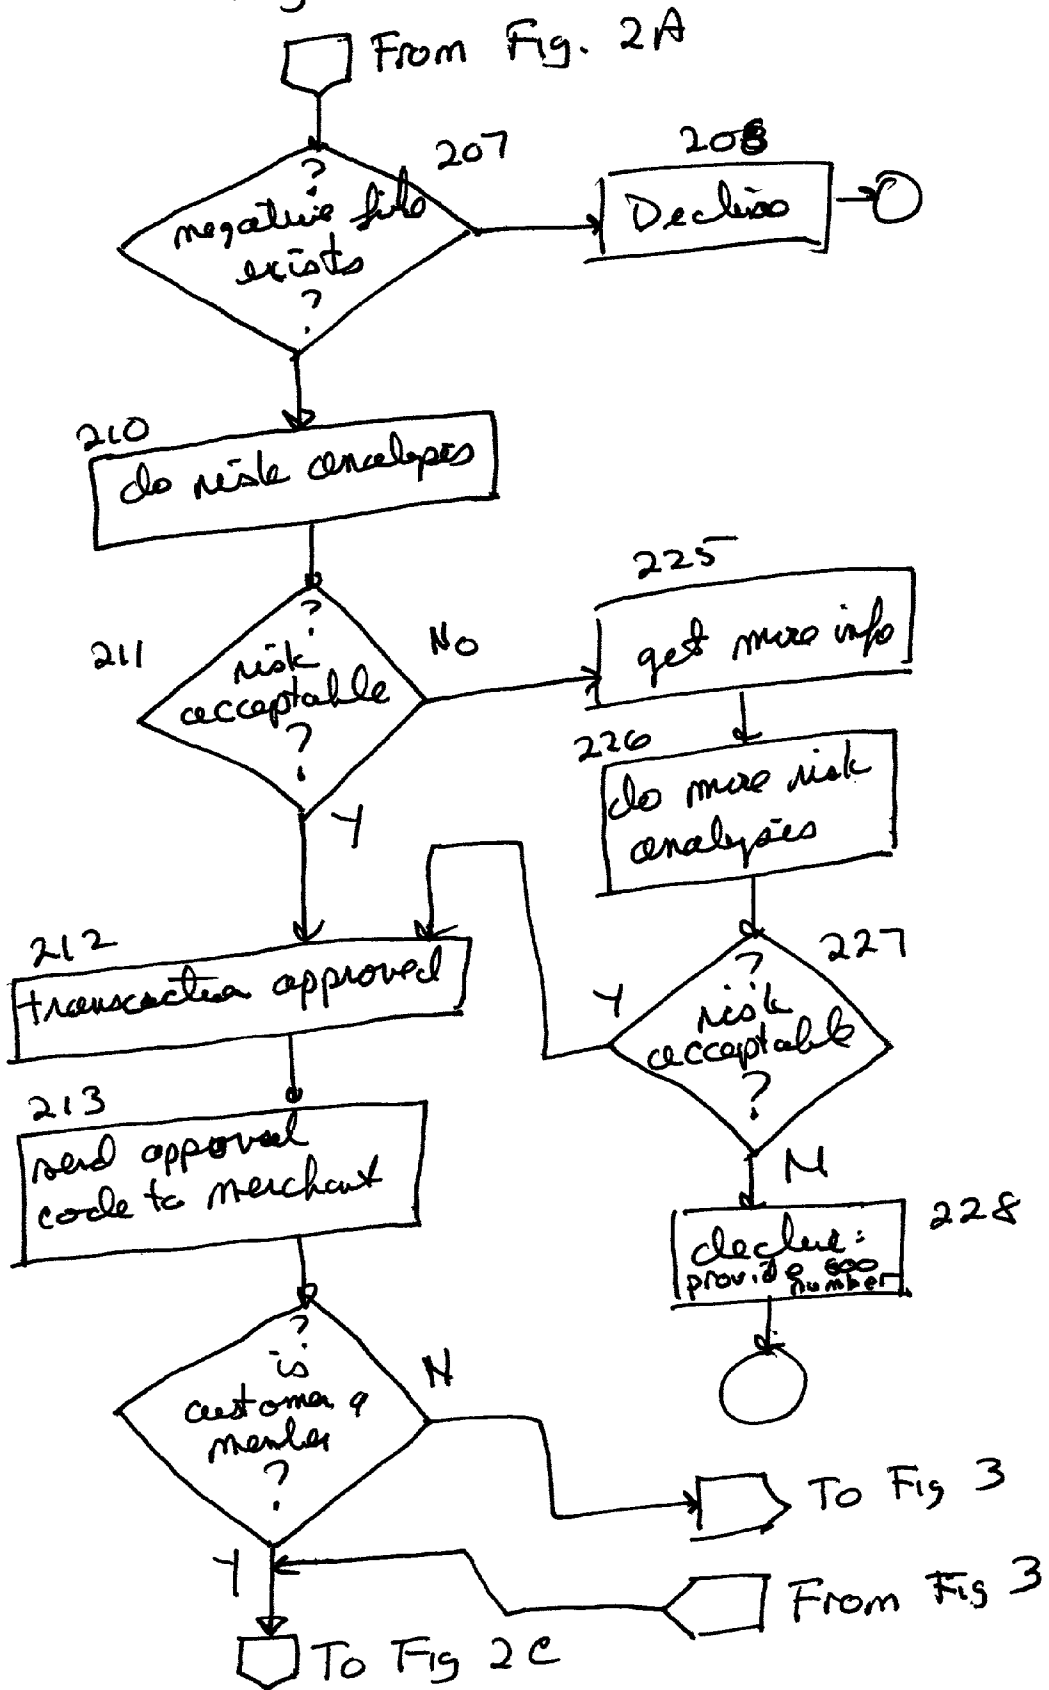 From Fig. 2A
207
?
negative file
exists
?
208
Decline
210
do risk analysis
211
?
risk
acceptable
?
No
Y
225
get more info
226
do more risk
analysis
212
transaction approved
227
?
risk
acceptable
?
Y
N
213
send approval
code to merchant
228
decline:
provide 800
number
?
is
customer a
member
?
N
To Fig 3
Y
From Fig 3
To Fig 2C